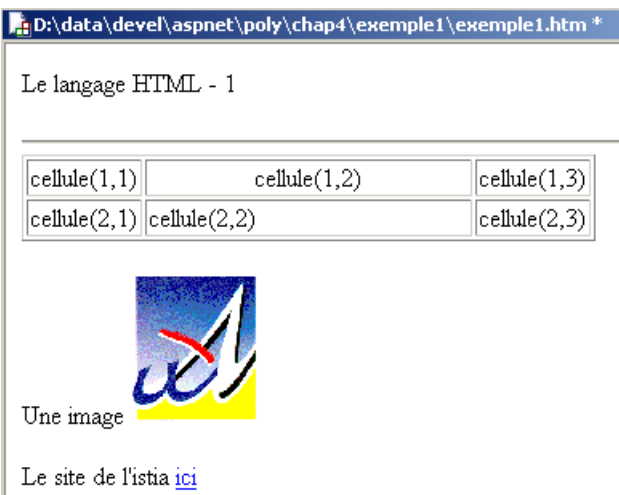 D:\data\devel\aspnet\poly\chap4\exemple1\exemple1.htm *
Le langage HTML - 1
cellule(1,1) cellule(1,2) cellule(1,3)
cellule(2,1) cellule(2,2) cellule(2,3)
Une image
Le site de l'istia ici